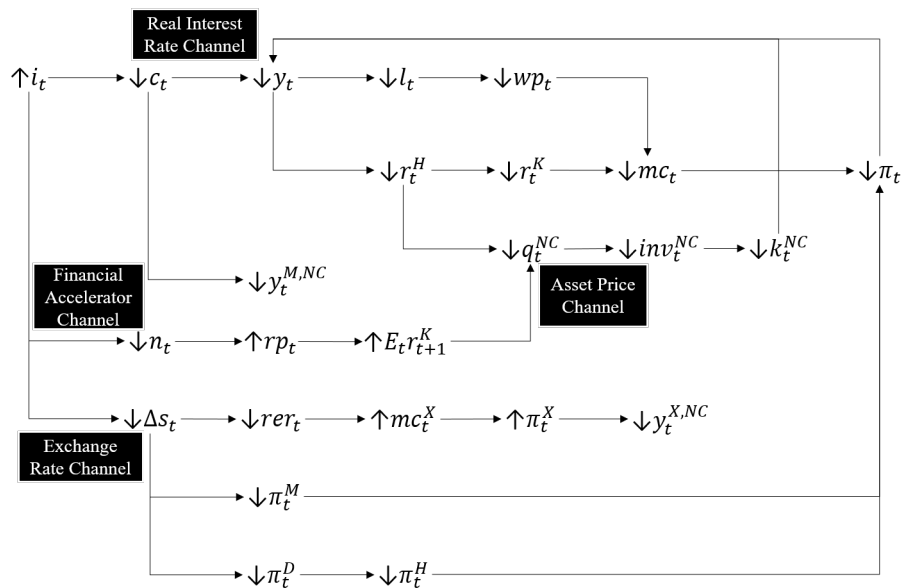 Real Interest
Rate Channel
↑i_t ↓c_t ↓y_t ↓l_t ↓wp_t
↓r_t^H ↓r_t^K ↓mc_t ↓π_t
↓q_t^{NC} ↓inv_t^{NC} ↓k_t^{NC}
Financial
Accelerator
Channel
↓y_t^{M,NC}
Asset Price
Channel
↓n_t ↑rp_t ↑E_t r_{t+1}^K
↓Δs_t ↓rer_t ↑mc_t^X ↑π_t^X ↓y_t^{X,NC}
Exchange
Rate Channel
↓π_t^M
↓π_t^D ↓π_t^H